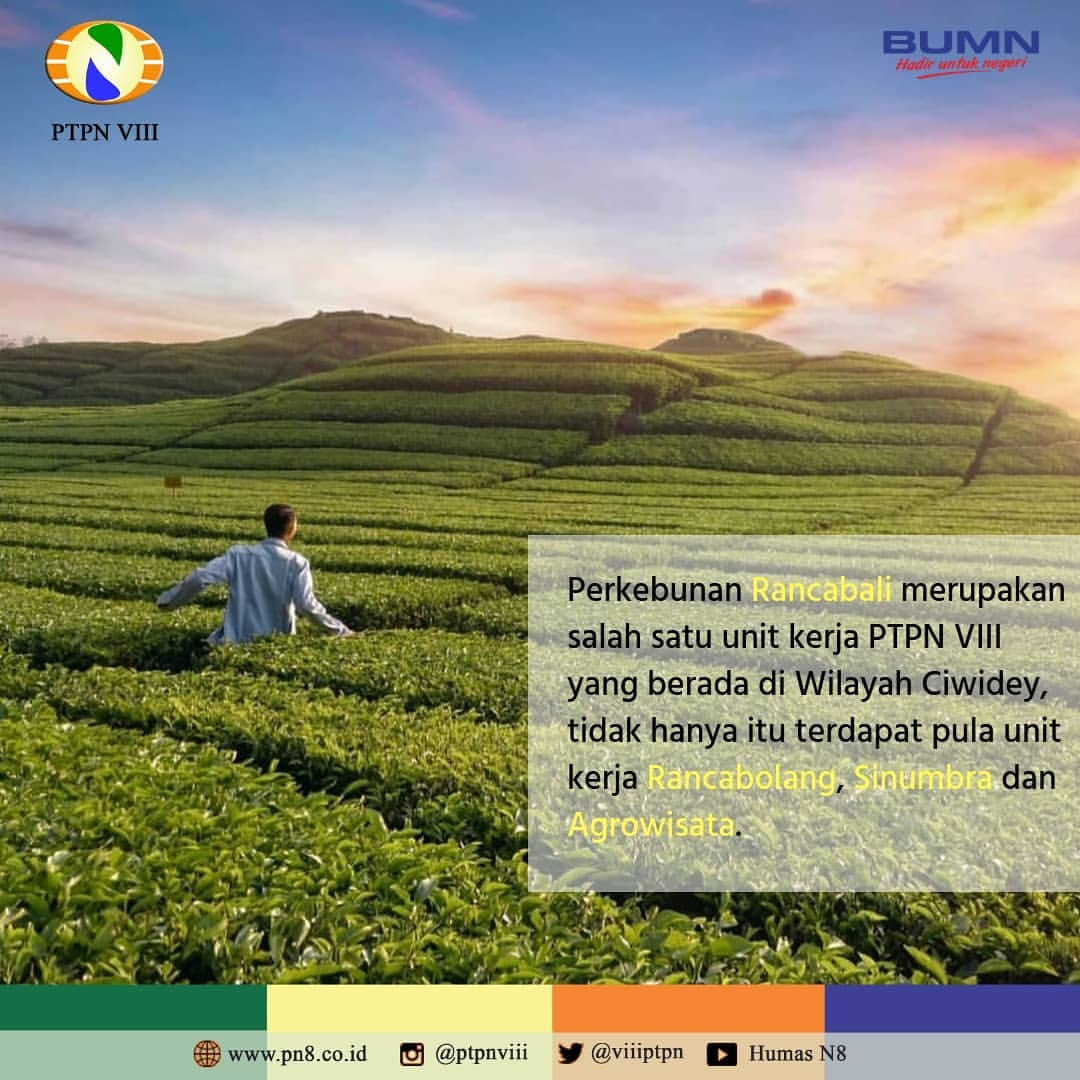 PTPN VIII
BUMN
Hadir untuk negeri
Perkebunan Rancabali merupakan
salah satu unit kerja PTPN VIII
yang berada di Wilayah Ciwidey,
tidak hanya itu terdapat pula unit
kerja Rancabolang, Sinumbra dan
Agrowisata.
www.pn8.co.id @ptpnviii @viiiptpn Humas N8